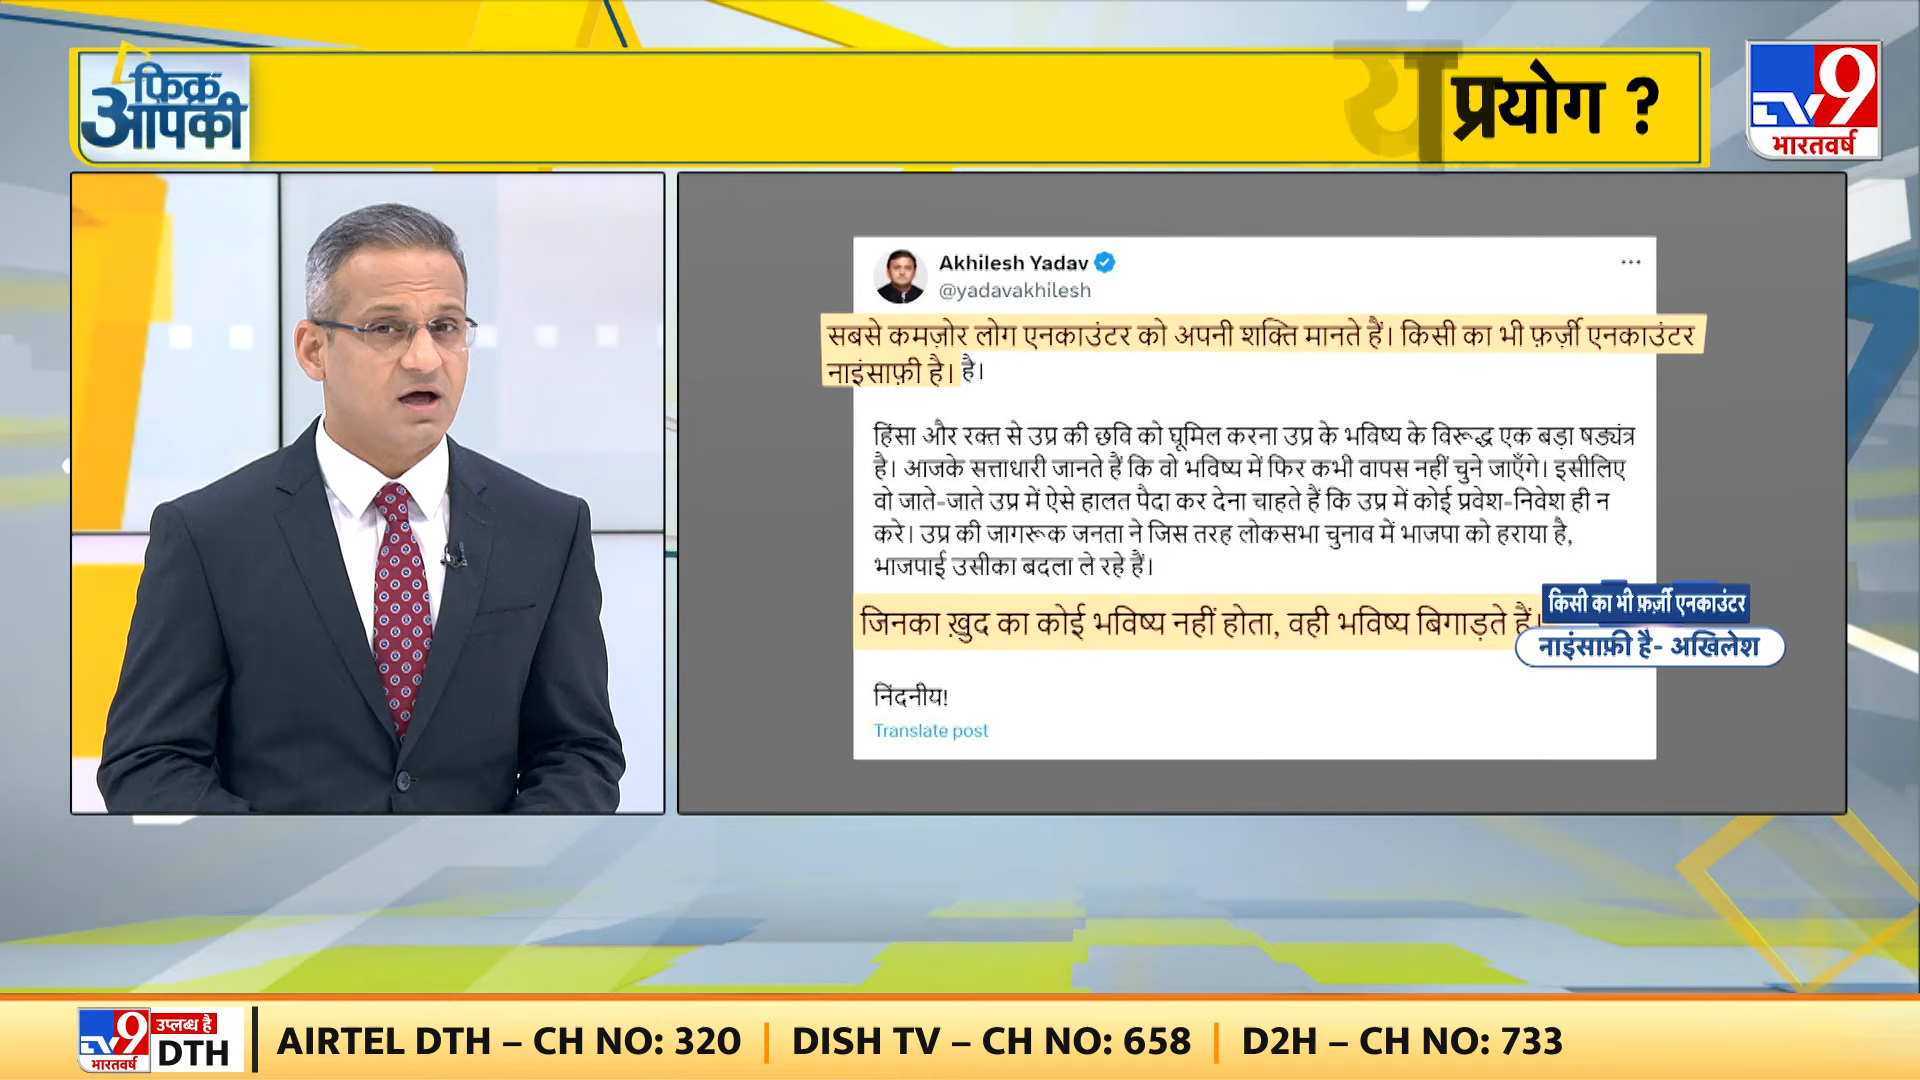 फिक्र
आपकी
य प्रयोग ?
TV9
भारतवर्ष
Akhilesh Yadav
@yadavakhilesh
सबसे कमज़ोर लोग एनकाउंटर को अपनी शक्ति मानते हैं। किसी का भी फ़र्ज़ी एनकाउंटर
नाइंसाफ़ी है। है।
हिंसा और रक्त से उप्र की छवि को घूमिल करना उप्र के भविष्य के विरूद्ध एक बड़ा षड्यंत्र
है। आजके सत्ताधारी जानते हैं कि वो भविष्य में फिर कभी वापस नहीं चुने जाएँगे। इसीलिए
वो जाते-जाते उप्र में ऐसे हालत पैदा कर देना चाहते हैं कि उप्र में कोई प्रवेश-निवेश ही न
करे। उप्र की जागरूक जनता ने जिस तरह लोकसभा चुनाव में भाजपा को हराया है,
भाजपाई उसीका बदला ले रहे हैं।
जिनका ख़ुद का कोई भविष्य नहीं होता, वही भविष्य बिगाड़ते हैं।
किसी का भी फ़र्ज़ी एनकाउंटर
नाइंसाफ़ी है- अखिलेश
निंदनीय!
Translate post
TV9
भारतवर्ष
उपलब्ध है
DTH
AIRTEL DTH – CH NO: 320 | DISH TV – CH NO: 658 | D2H – CH NO: 733